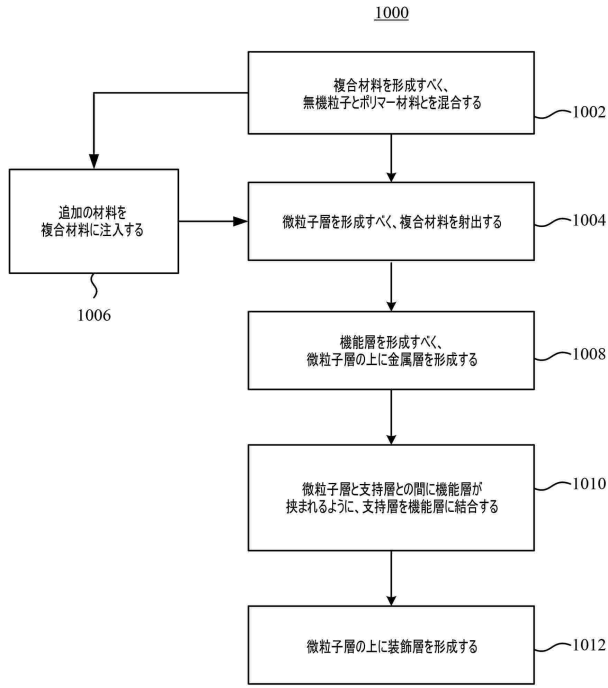 1000
複合材料を形成すべく、
無機粒子とポリマー材料とを混合する
1002
追加の材料を
複合材料に注入する
1006
微粒子層を形成すべく、複合材料を射出する
1004
機能層を形成すべく、
微粒子層の上に金属層を形成する
1008
微粒子層と支持層との間に機能層が
挟まれるように、支持層を機能層に結合する
1010
微粒子層の上に装飾層を形成する
1012